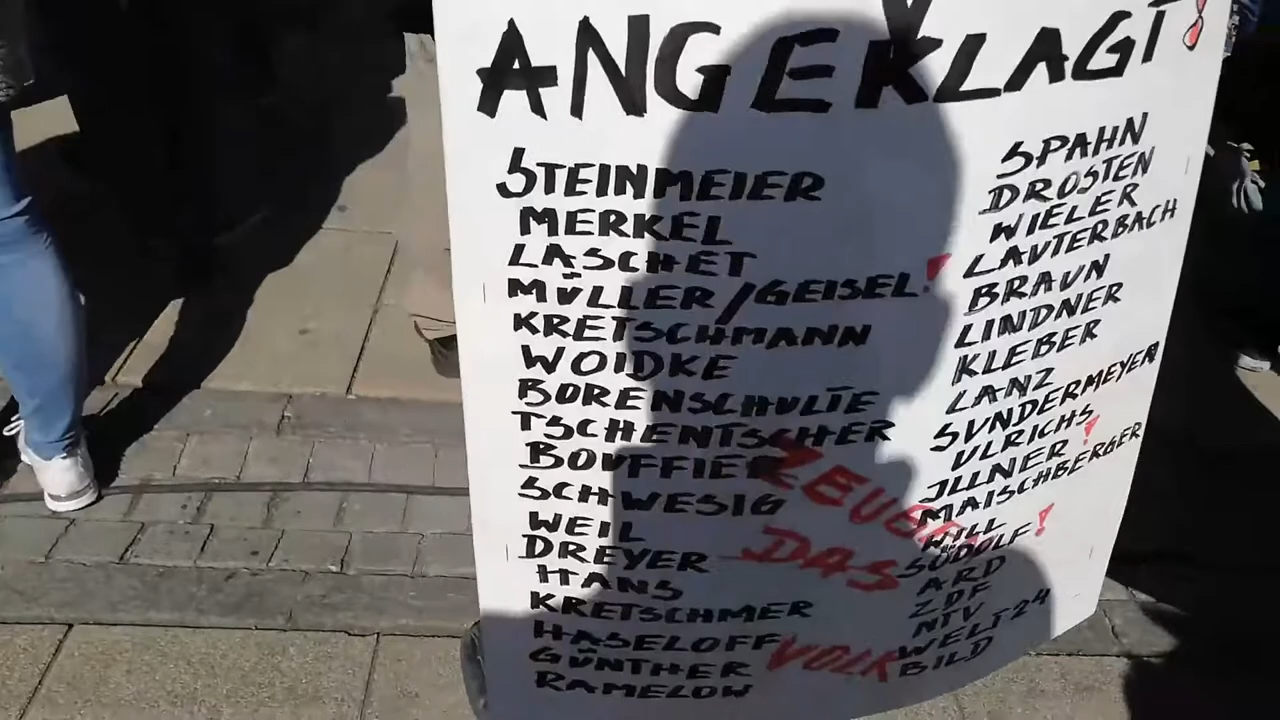 ANGEKLAGT!
STEINMEIER
MERKEL
LASCHET
MÜLLER/GEISEL!
KRETSCHMANN
WOIDKE
BORENSCHULTE
TSCHENTSCHER
BOUFFIER
SCHWESIG
WEIL
DREYER
HANS
KRETSCHMER
HASELOFF
GÜNTHER
RAMELOW
SPAHN
DROSTEN
WIELER
LAUTERBACH
BRAUN
LINDNER
KLEBER
LANZ
SUNDERMEYER
ULRICHS!
ILLNER
MAISCHBERGER
WILL
SÜDOLF!
ARD
ZDF
NTV
WELT24
BILD
DAS
VOLK